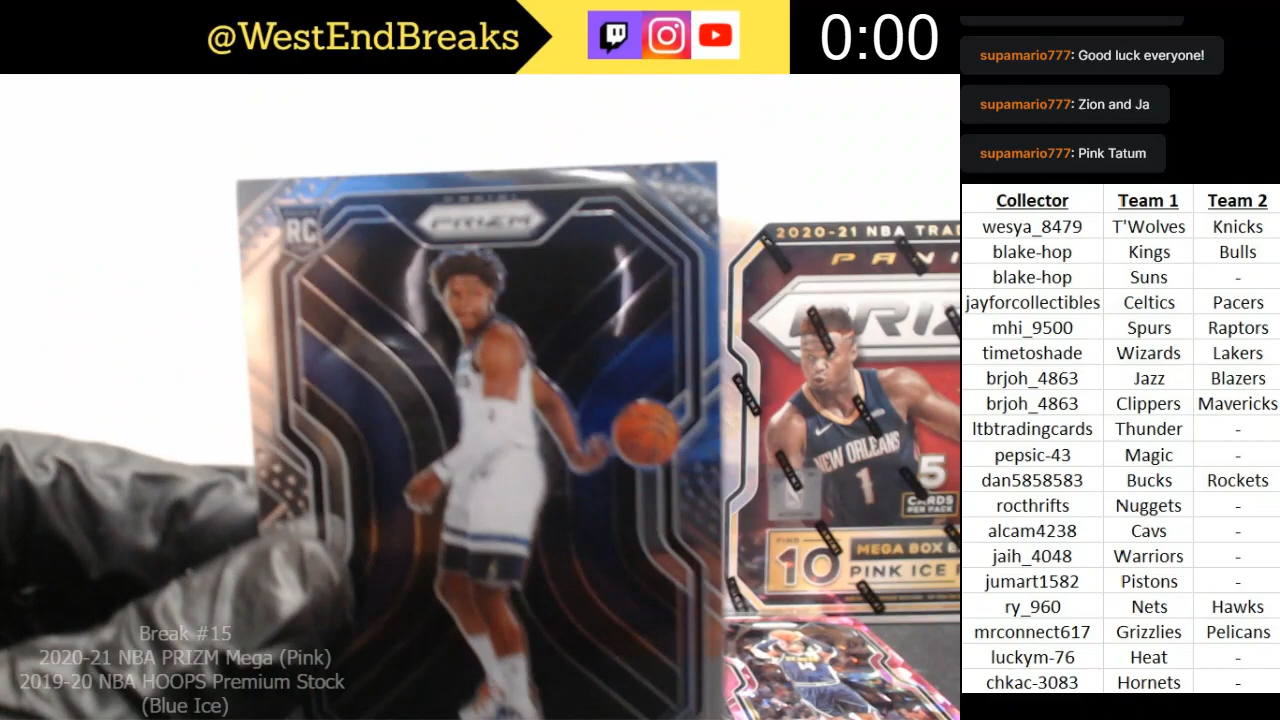 @WestEndBreaks
0:00
supamario777: Good luck everyone!
supamario777: Zion and Ja
supamario777: Pink Tatum
Collector Team 1 Team 2
wesya_8479 T'Wolves Knicks
blake-hop Kings Bulls
blake-hop Suns -
jayforcollectibles Celtics Pacers
mhi_9500 Spurs Raptors
timetoshade Wizards Lakers
brjoh_4863 Jazz Blazers
brjoh_4863 Clippers Mavericks
ltbtradingcards Thunder -
pepsic-43 Magic -
dan5858583 Bucks Rockets
rocthrifts Nuggets -
alcam4238 Cavs -
jaih_4048 Warriors -
jumart1582 Pistons -
ry_960 Nets Hawks
mrconnect617 Grizzlies Pelicans
luckym-76 Heat -
chkac-3083 Hornets -
RC
PRIZM
2020-21 NBA TRA
PANI
PRIZ
NEW ORLEANS
1
5
CARDS
PER PACK
10
MEGA BOX E
PINK ICE
Break #15
2020-21 NBA PRIZM Mega (Pink)
2019-20 NBA HOOPS Premium Stock
(Blue Ice)